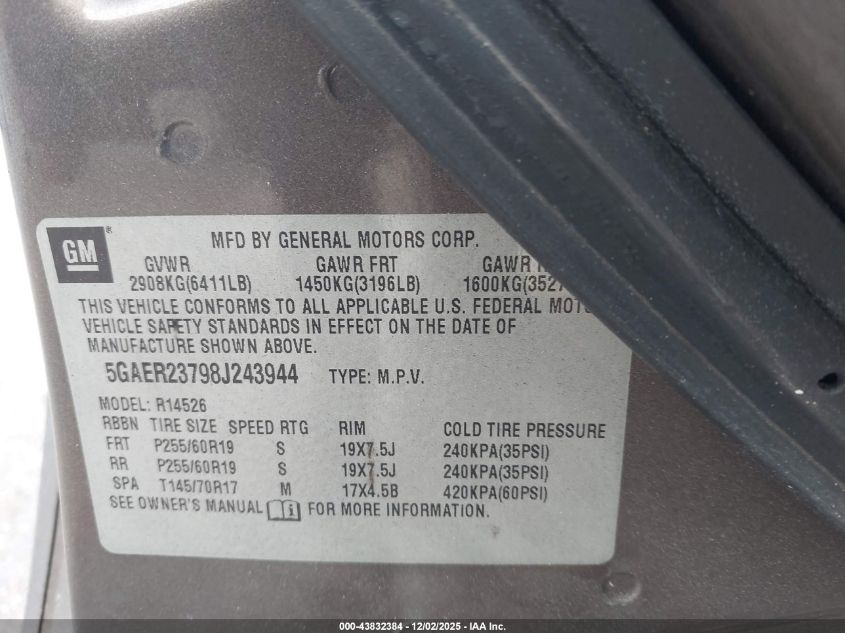 GM ®
MFD BY GENERAL MOTORS CORP.
GVWR GAWR FRT GAWR
2908KG(6411LB) 1450KG(3196LB) 1600KG(3527
THIS VEHICLE CONFORMS TO ALL APPLICABLE U.S. FEDERAL
VEHICLE SAFETY STANDARDS IN EFFECT ON THE DATE OF
MANUFACTURE SHOWN ABOVE.
5GAER23798J243944 TYPE: M.P.V.
MODEL: R14526
RBBN TIRE SIZE SPEED RTG RIM COLD TIRE PRESSURE
FRT P255/60R19 S 19X7.5J 240KPA(35PSI)
RR P255/60R19 S 19X7.5J 240KPA(35PSI)
SPA T145/70R17 M 17X4.5B 420KPA(60PSI)
SEE OWNER'S MANUAL i FOR MORE INFORMATION.
000-43832384 - 12/02/2025 - IAA Inc.